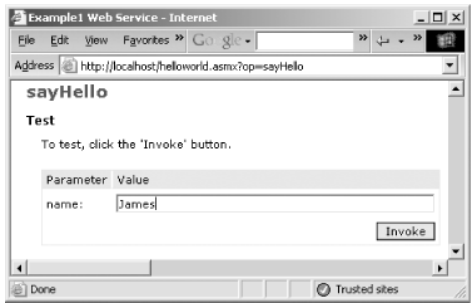 Example1 Web Service - Internet
File Edit View Favorites » Google - » »
Address http://localhost/helloworld.asmx?op=sayHello
sayHello
Test
To test, click the 'Invoke' button.
Parameter Value
name: James
Invoke
Done Trusted sites